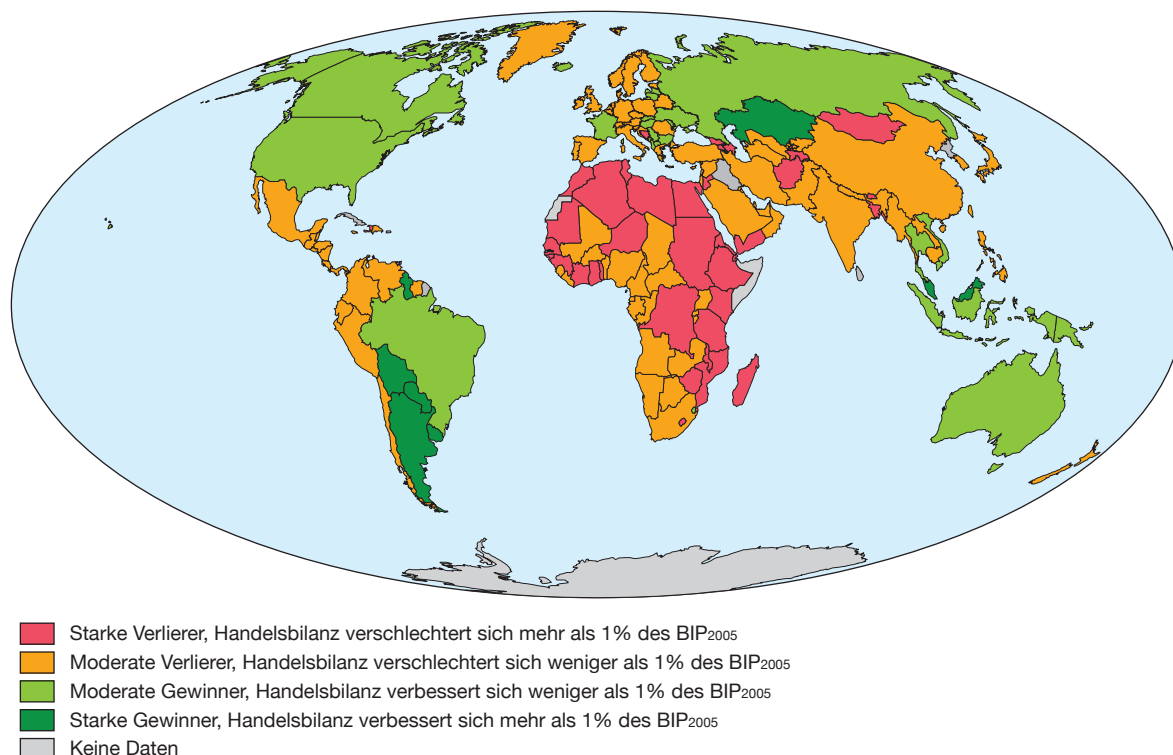 Starke Verlierer, Handelsbilanz verschlechtert sich mehr als 1% des BIP2005
Moderate Verlierer, Handelsbilanz verschlechtert sich weniger als 1% des BIP2005
Moderate Gewinner, Handelsbilanz verbessert sich weniger als 1% des BIP2005
Starke Gewinner, Handelsbilanz verbessert sich mehr als 1% des BIP2005
Keine Daten